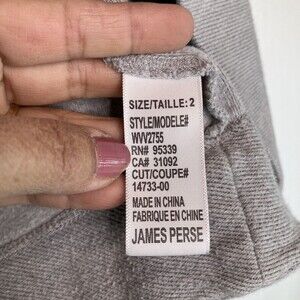 SIZE/TAILLE: 2
STYLE/MODELE#
WVV2755
RN# 95339
CA# 31092
CUT/COUPE#
14733-00
MADE IN CHINA
FABRIQUE EN CHINE
JAMES PERSE